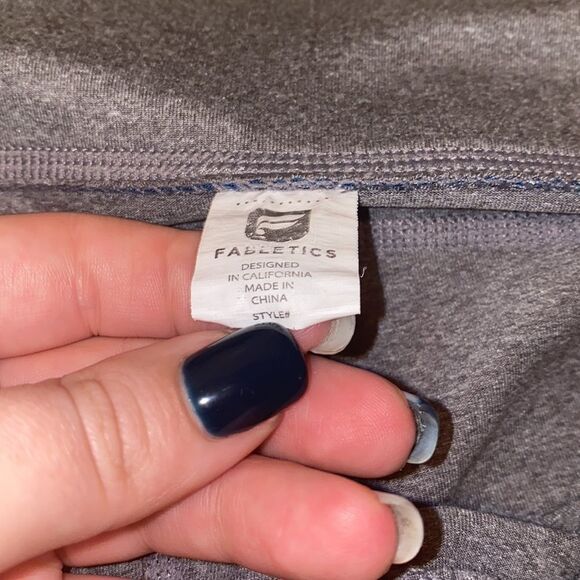 FABLETICS
DESIGNED
IN CALIFORNIA
MADE IN
CHINA
STYLE#